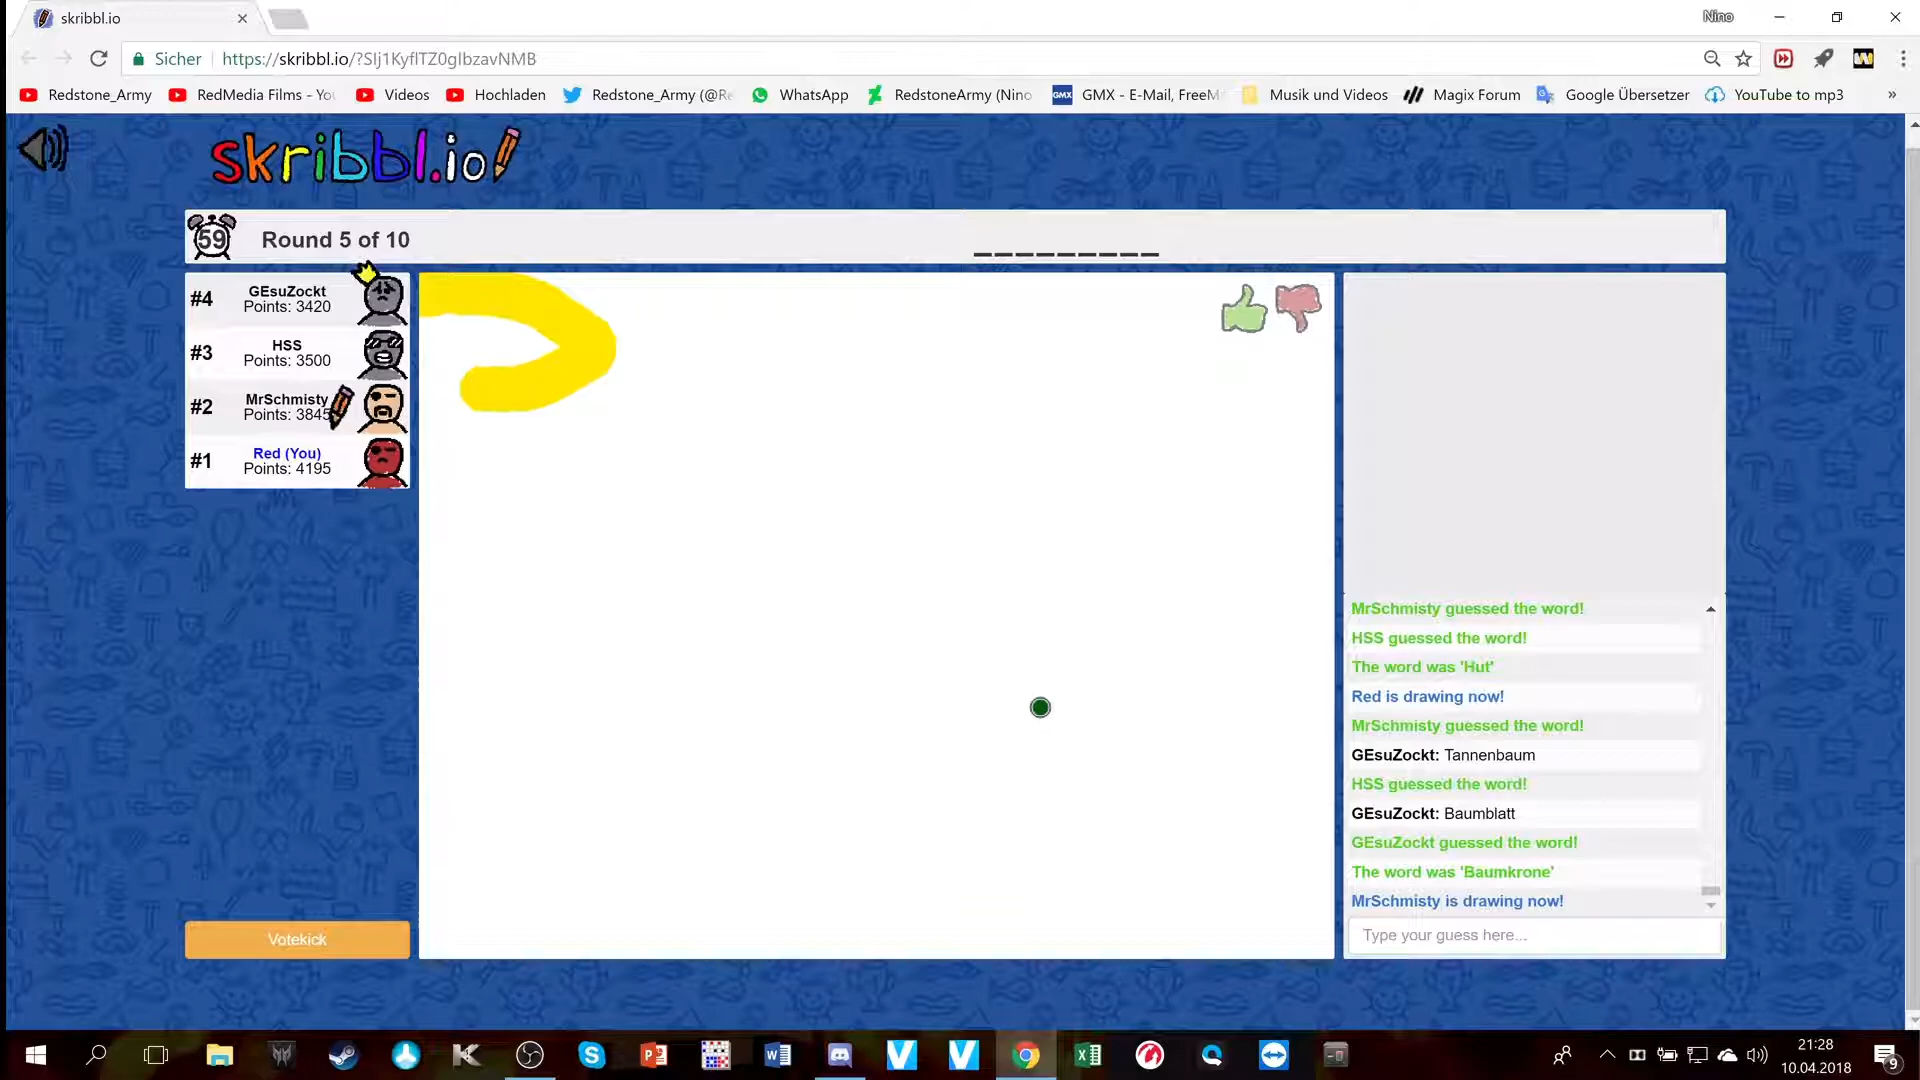 skribbl.io
Nino
Sicher
https://skribbl.io/?SIj1KyflTZ0gIbzavNMB
Redstone_Army
RedMedia Films - You
Videos
Hochladen
Redstone_Army (@Re
WhatsApp
RedstoneArmy (Nino
GMX - E-Mail, FreeM
Musik und Videos
Magix Forum
Google Übersetzer
YouTube to mp3
»
skribbl.io
59
Round 5 of 10
_________
#4
GEsuZockt
Points: 3420
#3
HSS
Points: 3500
#2
MrSchmisty
Points: 3845
#1
Red (You)
Points: 4195
Votekick
MrSchmisty guessed the word!
HSS guessed the word!
The word was 'Hut'
Red is drawing now!
MrSchmisty guessed the word!
GEsuZockt: Tannenbaum
HSS guessed the word!
GEsuZockt: Baumblatt
GEsuZockt guessed the word!
The word was 'Baumkrone'
MrSchmisty is drawing now!
Type your guess here...
21:28
10.04.2018
9